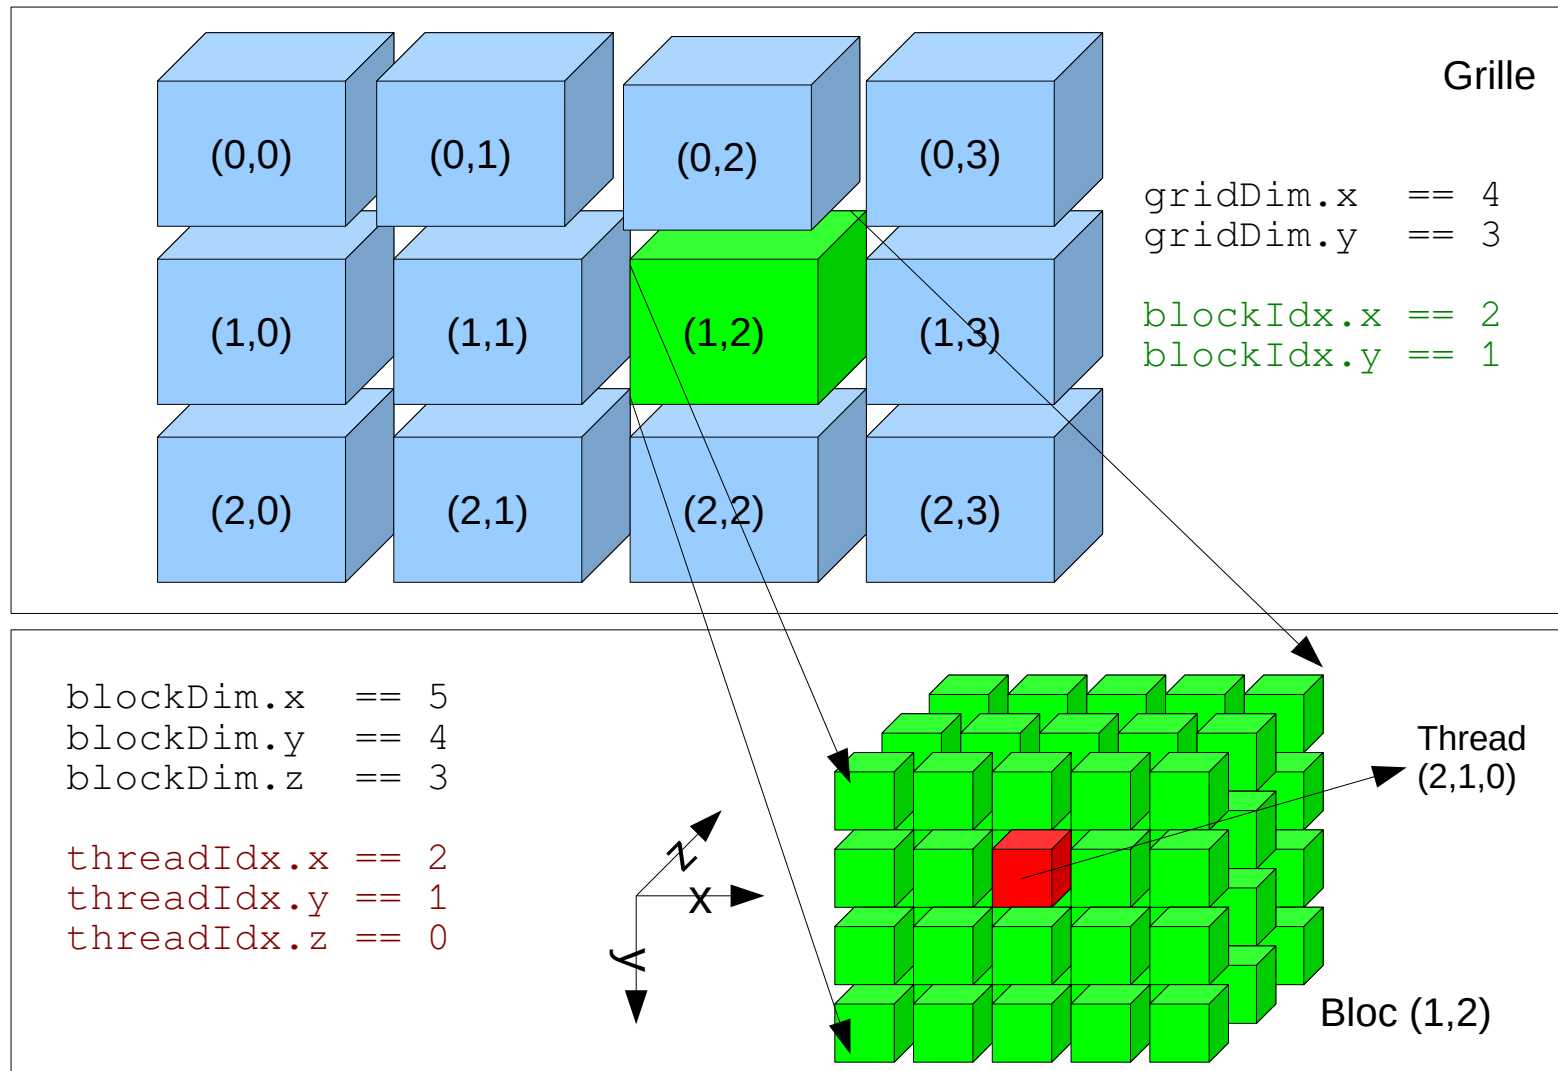 Grille
(0,0) (0,1) (0,2) (0,3)
(1,0) (1,1) (1,2) (1,3)
(2,0) (2,1) (2,2) (2,3)
gridDim.x == 4
gridDim.y == 3
blockIdx.x == 2
blockIdx.y == 1
blockDim.x == 5
blockDim.y == 4
blockDim.z == 3
threadIdx.x == 2
threadIdx.y == 1
threadIdx.z == 0
z
x
y
Thread
(2,1,0)
Bloc (1,2)